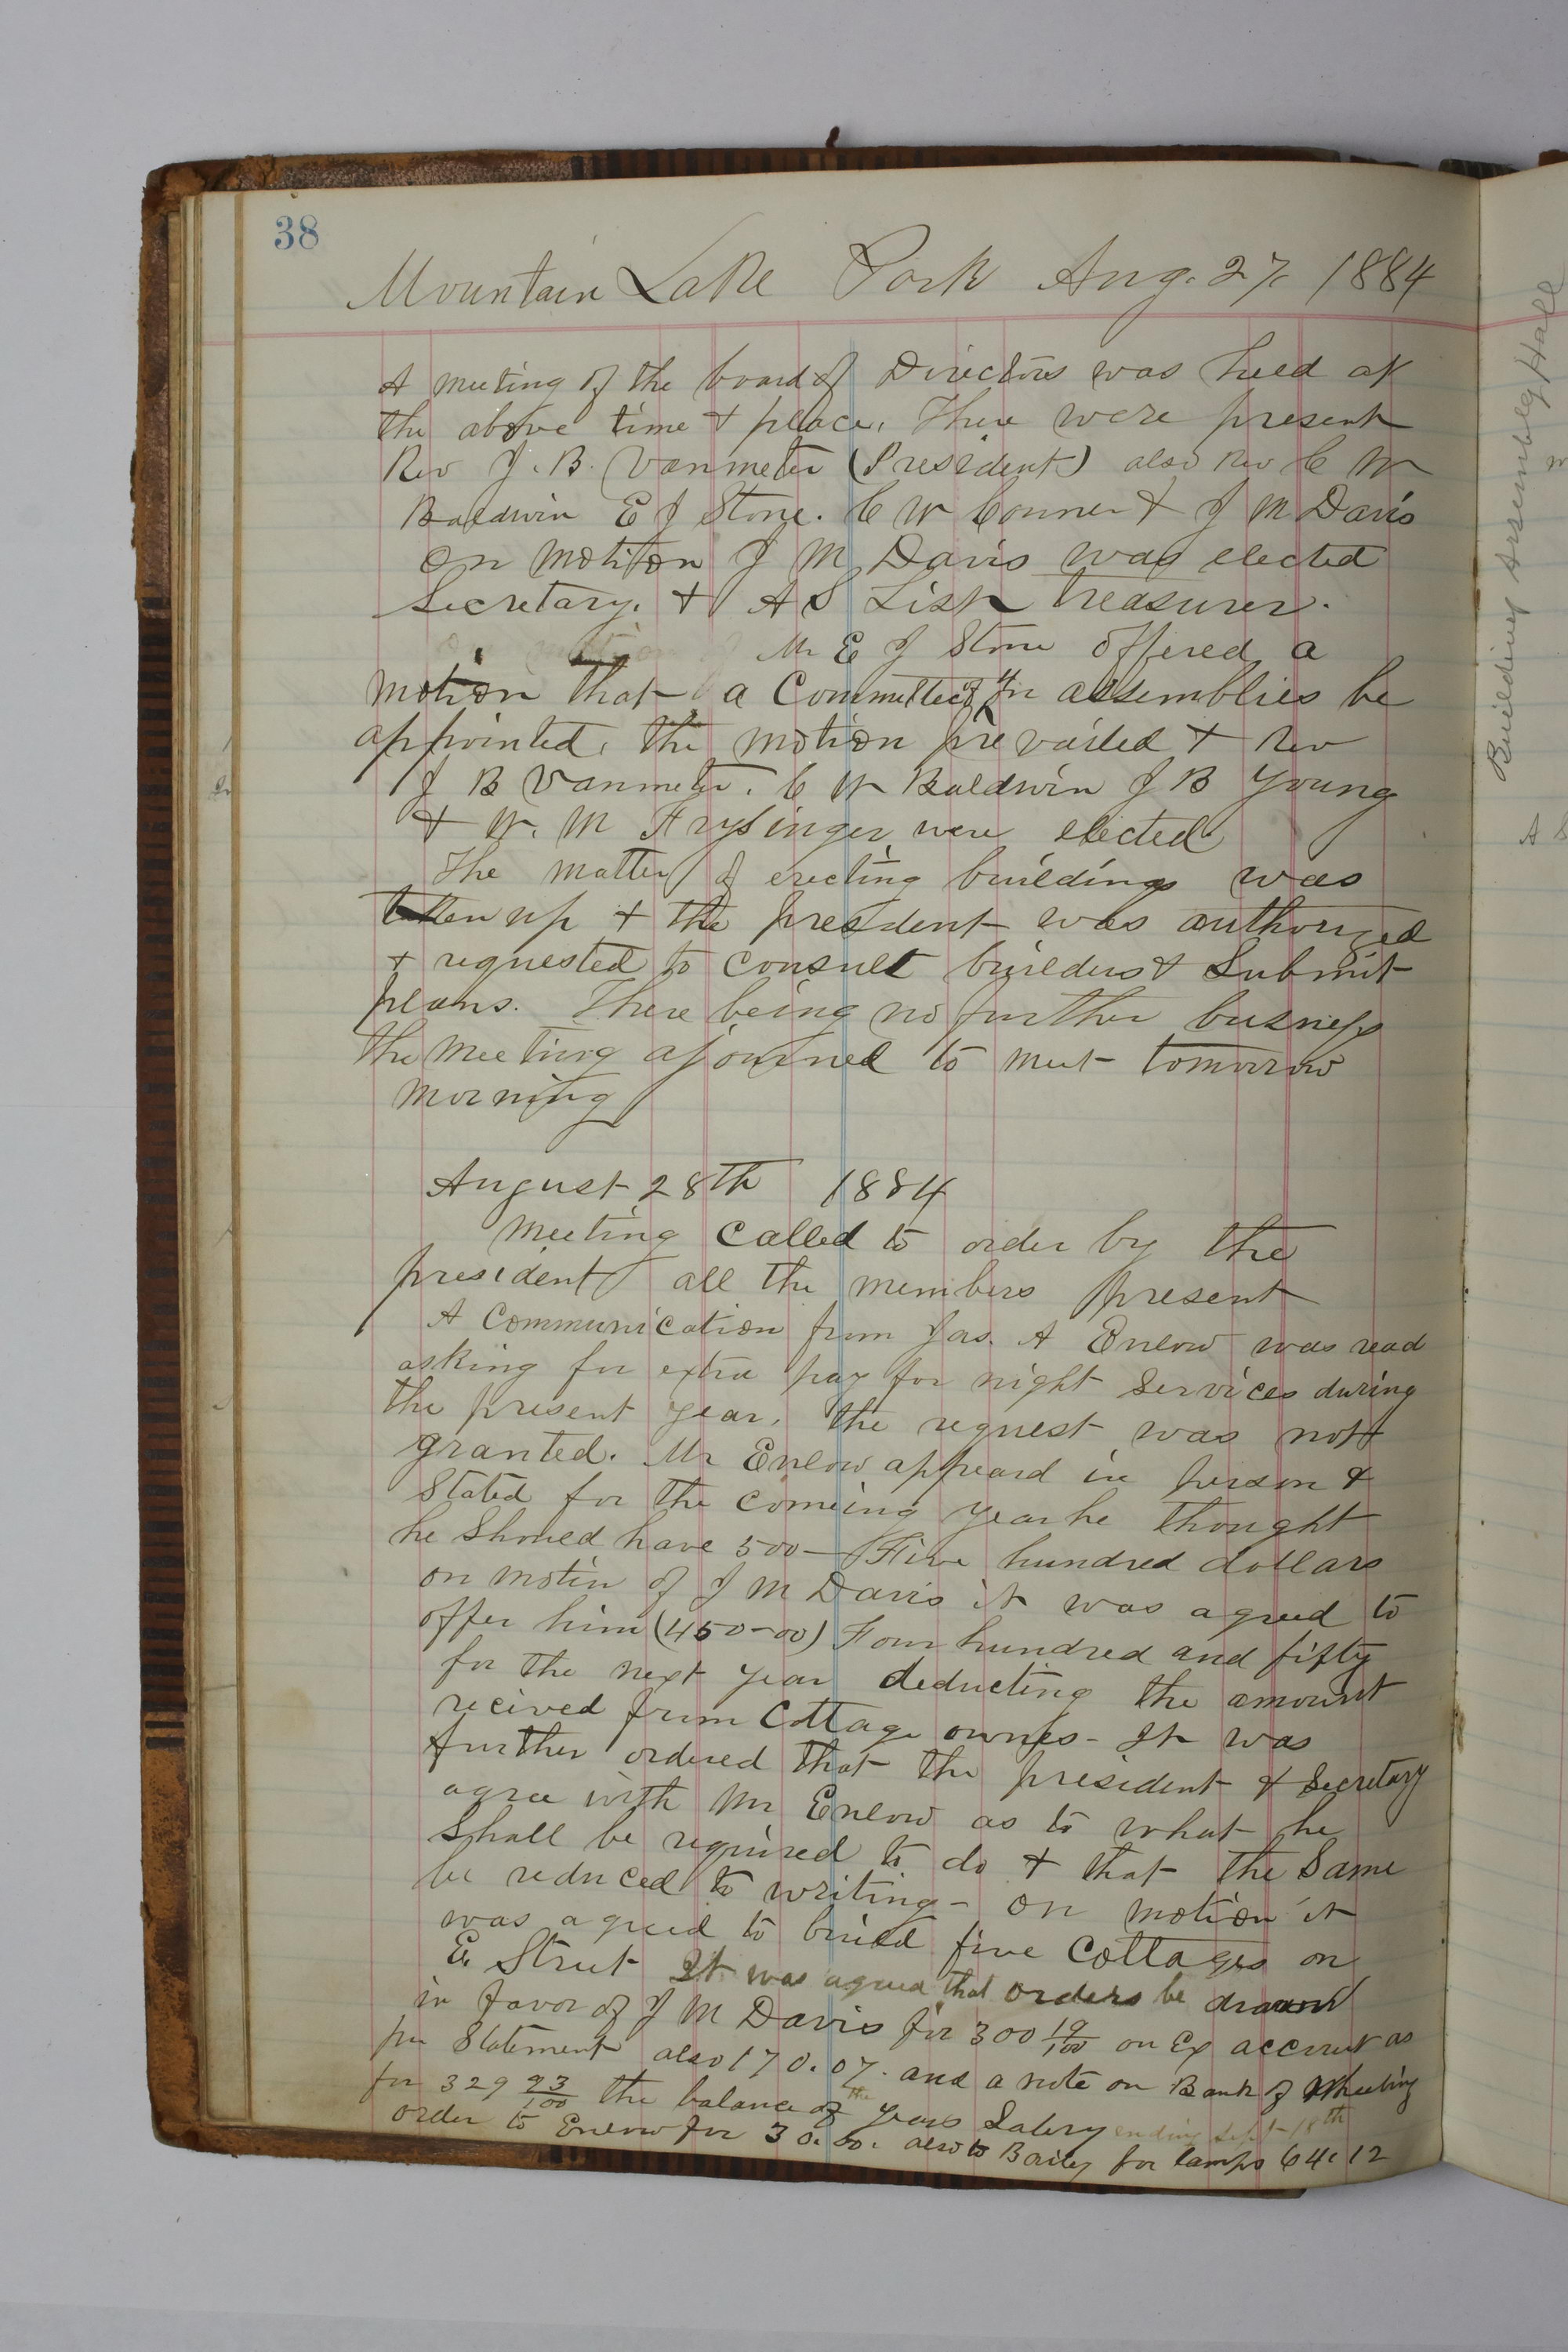 38
Mountain Lake Park Aug. 27. 1884
A meeting of the board of Directors was held at
the above time & place. There were present
Rev J. B. Vanmeter (President) also Rev C W
Baldwin E J Stone. C W Conner & J M Davis
On motion J M Davis was elected
Secretary. & A S List treasurer.
Mr E J Stone offered a
motion that a Committee of 4 on assemblies be
appointed. the motion prevailed & Rev
J B Vanmeter. C W Baldwin J B Young
& W. M Frysinger were elected
The matter of erecting buildings was
taken up & the presedent was authorized
& requested to consult builders & Submit
plans. There being no further busness
the meeting ajourned to meet tomorrow
morning
August 28th 1884
Meeting Called to order by the
president all the members present
A Communication from Jas. A Enlow was read
asking for extra pay for night Services during
the present year. the request was not
granted. Mr Enlow appeard in person &
Stated for the comeing year he thought
he Should have 500— Five hundred dollars
on motin of J M Davis it was agreed to
offer him (450-00) Four hundred and fifty
for the next year deducting the amount
recived from Cottage owners - It was
further ordered that the president & Secretary
agree with Mr Enlow as to what he
Shall be required to do & that the Same
be reduced to writing - On motion it
was agreed to build five Cottages on
E. Street It was agreed that orders be drawn
in favor of J M Davis for 300 19/100 on Ex account as
per Statement also 170.07. and a note on Bank of Wheeling
for 329 93/100 the balance of the years Salery ending Sept 18th
order to Enlow for 30.00. also to Baily for lamps 64.12
Building Assembly Hall